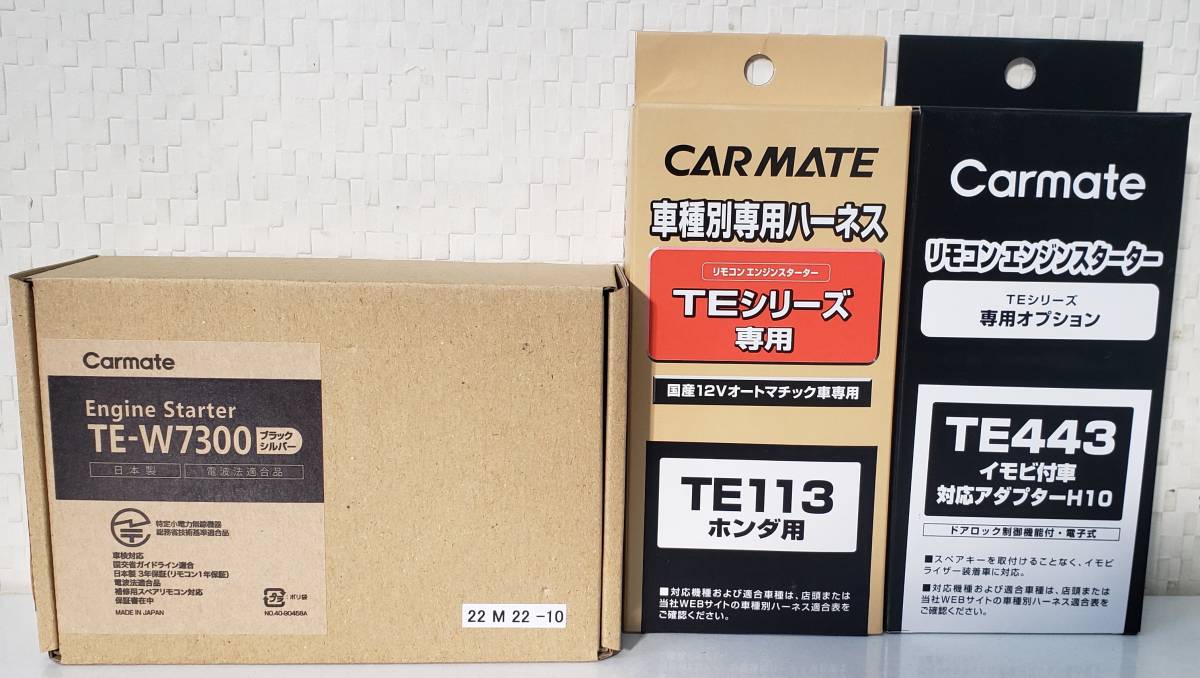 Carmate
Engine Starter
TE-W7300 ブラック シルバー
日本製 電波法適合品
特定小電力無線機器
総務省技術基準適合品
車検対応
国交省ガイドライン適合
日本製 3年保証(リモコン1年保証)
電波法適合品
補修用スペアリモコン対応
保証書在中
MADE IN JAPAN
プラ
ポリ袋
NO.40-90458A
22 M 22 -10
CARMATE
車種別専用ハーネス
リモコン エンジンスターター
TEシリーズ
専用
国産12Vオートマチック車専用
TE113
ホンダ用
■対応機種および適合車種は、店頭または
当社WEBサイトの車種別ハーネス適合表を
ご確認ください。
Carmate
リモコン エンジンスターター
TEシリーズ
専用オプション
TE443
イモビ付車
対応アダプターH10
ドアロック制御機能付・電子式
■スペアキーを取付けることなく、イモビ
ライザー装着車に対応。
■対応機種および適合車種は、店頭または
当社WEBサイトの車種別ハーネス適合表を
ご確認ください。